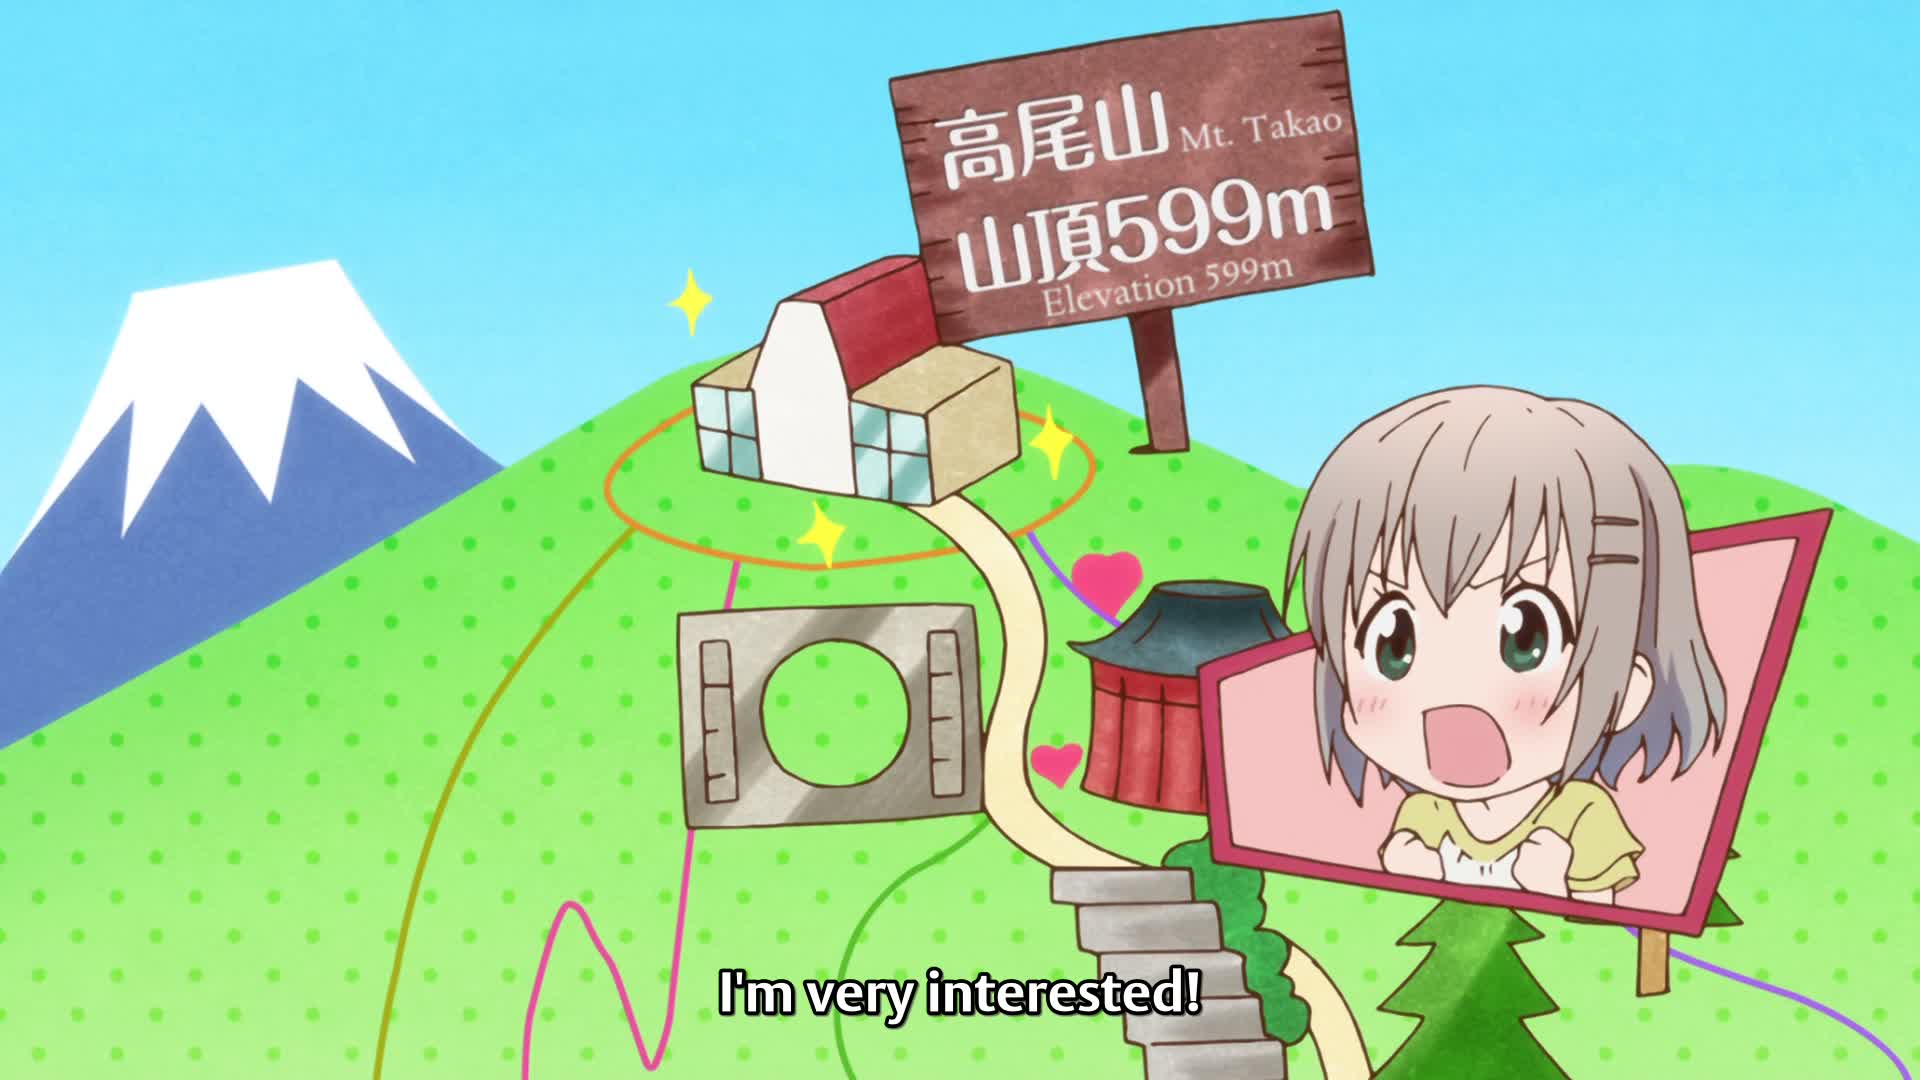 高尾山 Mt. Takao
山頂599m
Elevation 599m
I'm very interested!